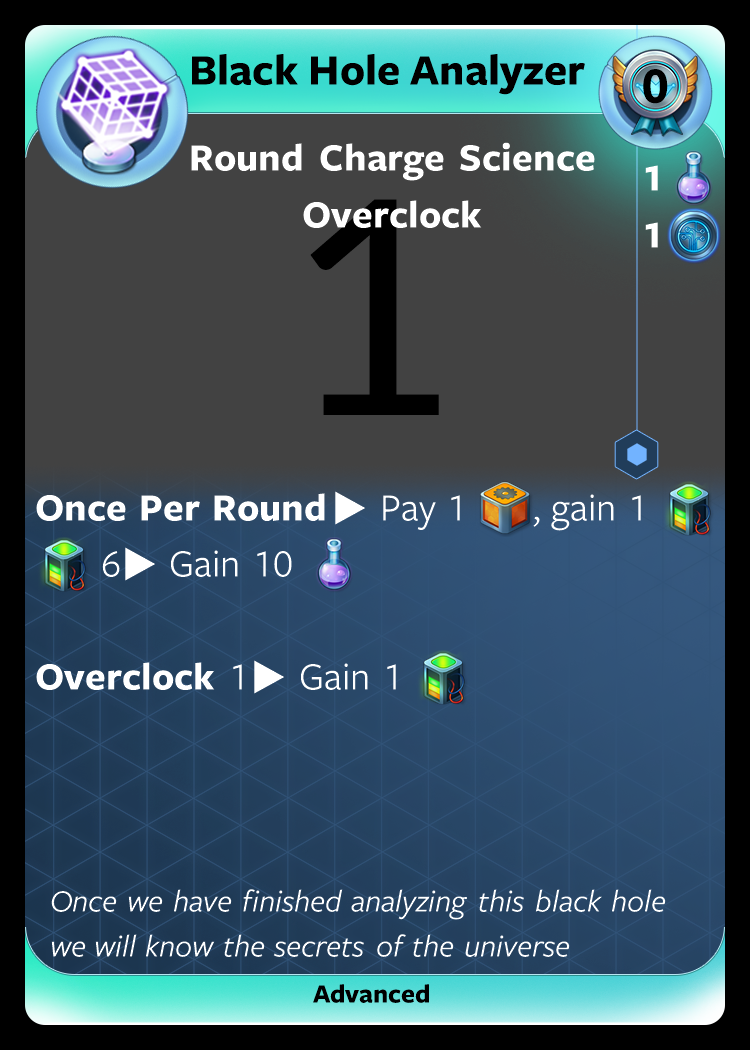 Black Hole Analyzer
0
Round Charge Science
Overclock
1
1
1
Once Per Round▶ Pay 1 , gain 1
6▶ Gain 10
Overclock 1▶ Gain 1
Once we have finished analyzing this black hole
we will know the secrets of the universe
Advanced